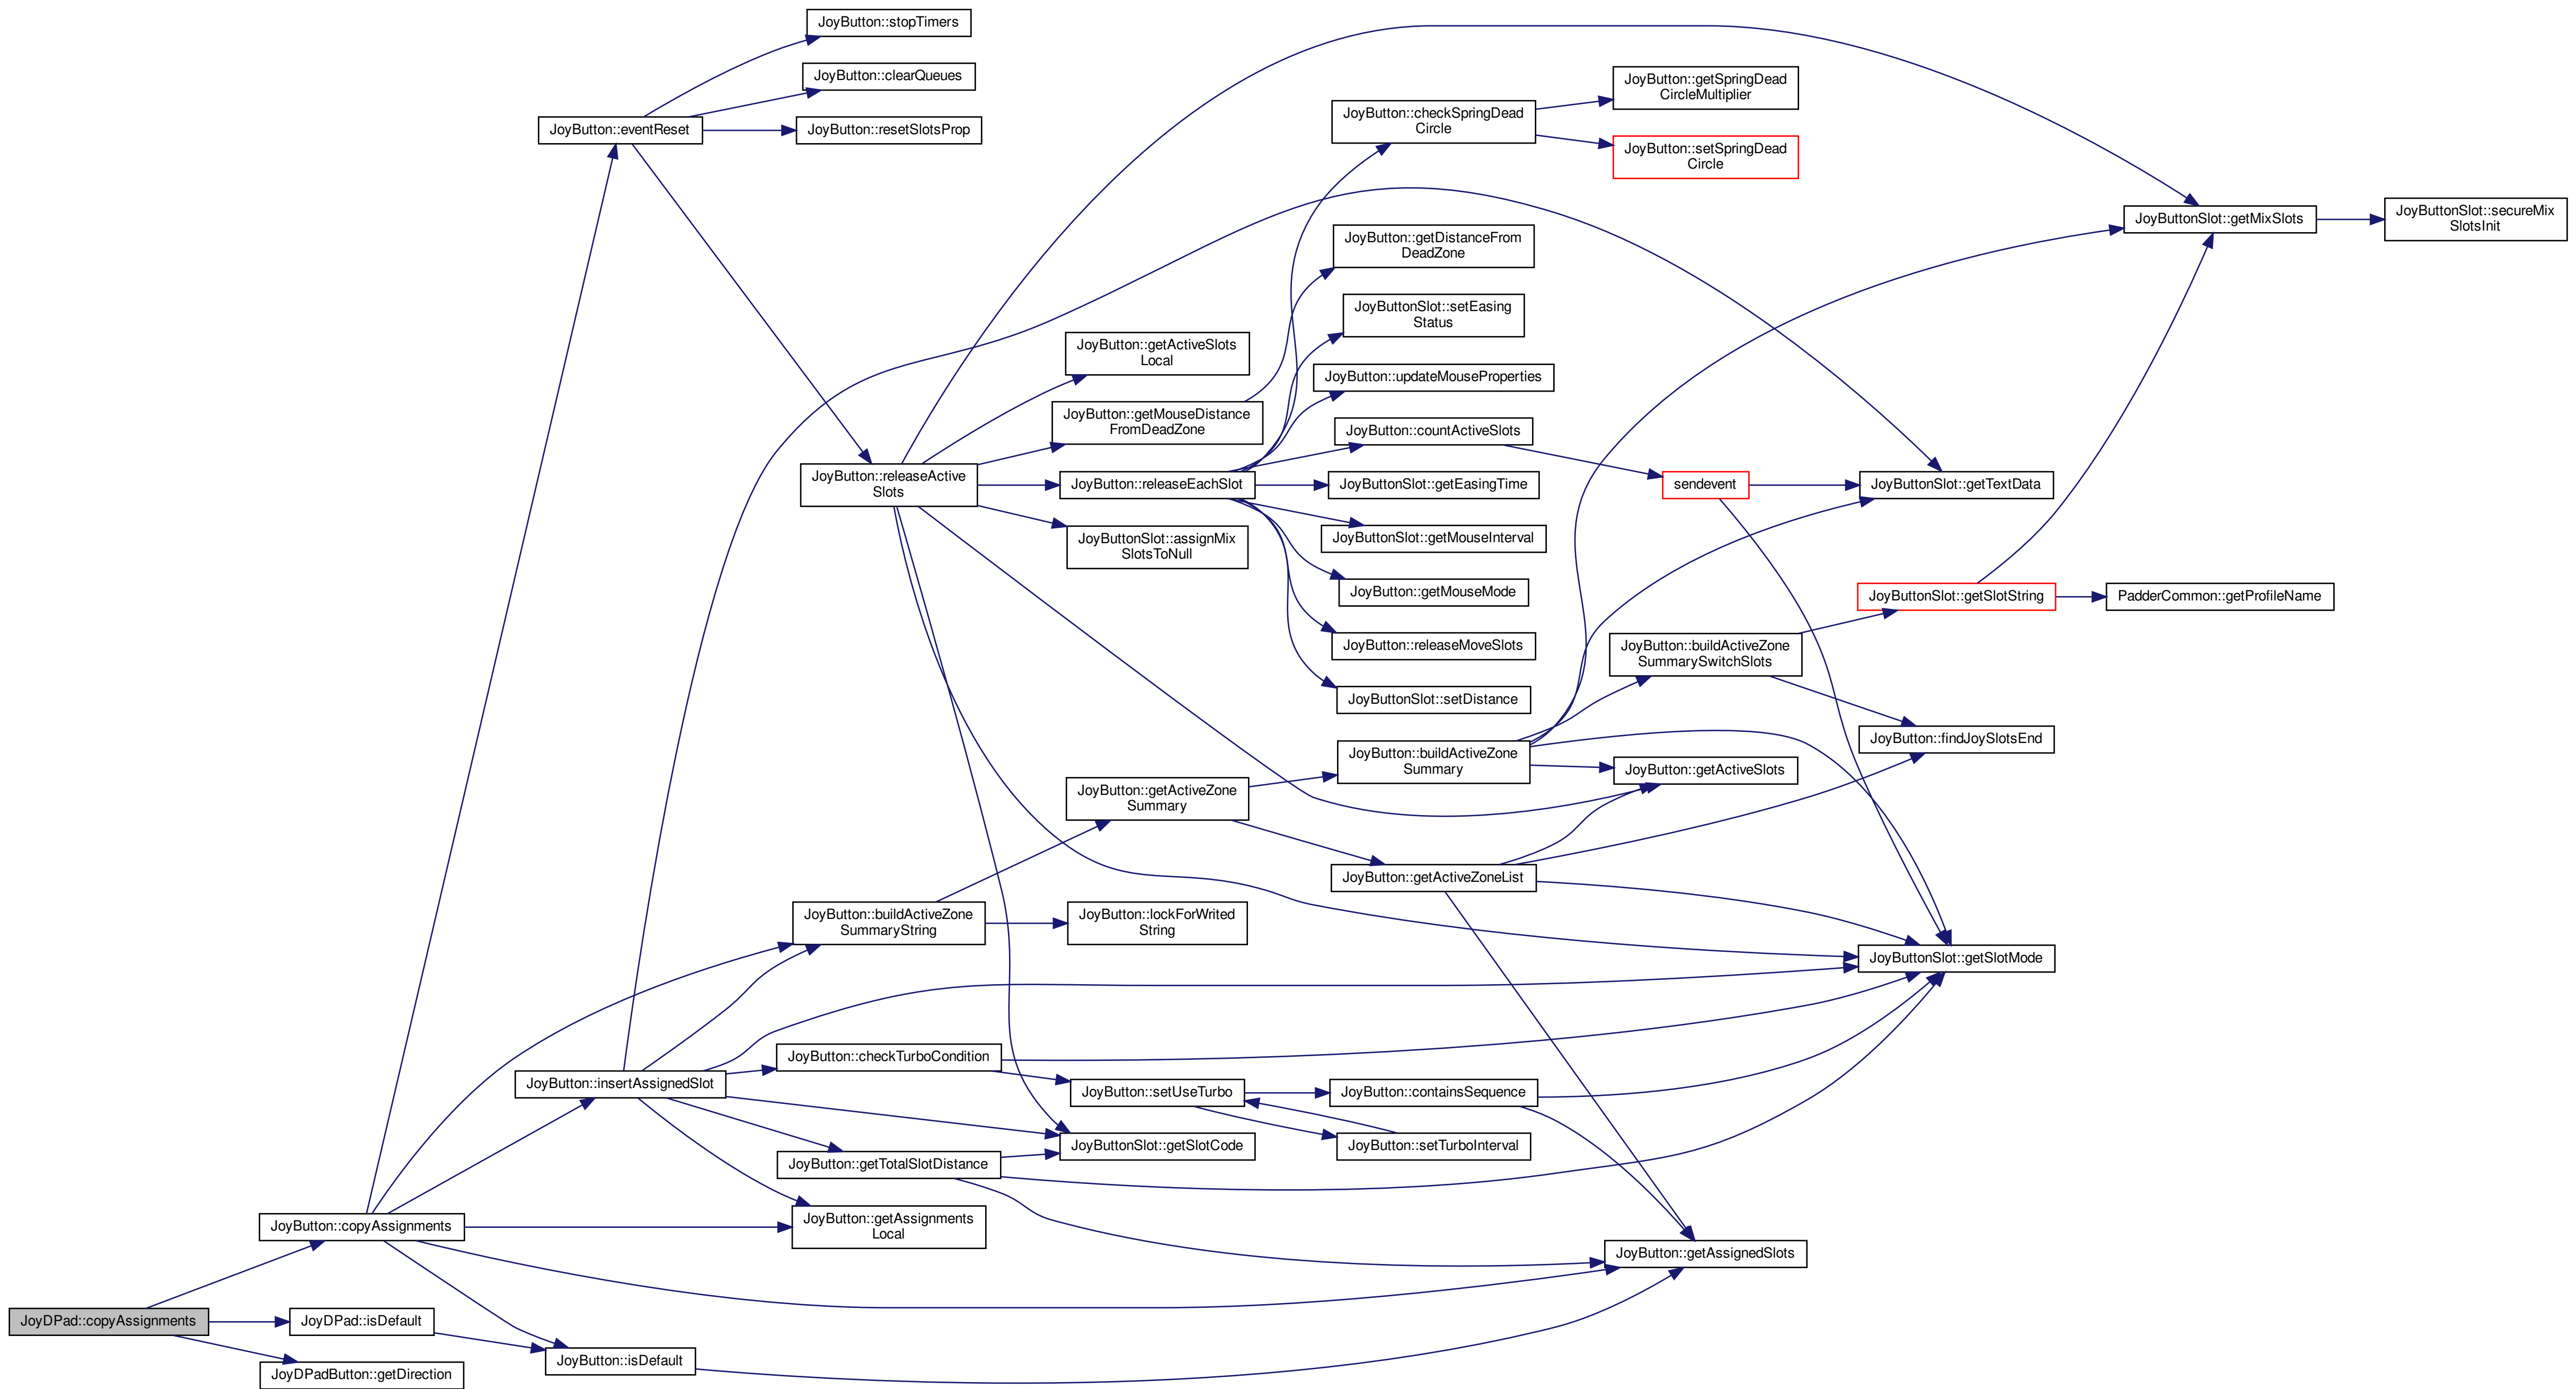 JoyButton::stopTimers
JoyButton::clearQueues
JoyButton::eventReset
JoyButton::resetSlotsProp
JoyButton::getSpringDead
CircleMultiplier
JoyButton::checkSpringDead
Circle
JoyButton::setSpringDead
Circle
JoyButtonSlot::getMixSlots
JoyButtonSlot::secureMix
SlotsInit
JoyButton::getDistanceFrom
DeadZone
JoyButtonSlot::setEasing
Status
JoyButton::getActiveSlots
Local
JoyButton::updateMouseProperties
JoyButton::getMouseDistance
FromDeadZone
JoyButton::countActiveSlots
JoyButton::releaseActive
Slots
JoyButton::releaseEachSlot
JoyButtonSlot::getEasingTime
sendevent
JoyButtonSlot::getTextData
JoyButtonSlot::assignMix
SlotsToNull
JoyButtonSlot::getMouseInterval
JoyButton::getMouseMode
JoyButtonSlot::getSlotString
PadderCommon::getProfileName
JoyButton::releaseMoveSlots
JoyButton::buildActiveZone
SummarySwitchSlots
JoyButtonSlot::setDistance
JoyButton::findJoySlotsEnd
JoyButton::buildActiveZone
Summary
JoyButton::getActiveSlots
JoyButton::getActiveZone
Summary
JoyButton::getActiveZoneList
JoyButton::buildActiveZone
SummaryString
JoyButton::lockForWrited
String
JoyButtonSlot::getSlotMode
JoyButton::checkTurboCondition
JoyButton::insertAssignedSlot
JoyButton::setUseTurbo
JoyButton::containsSequence
JoyButtonSlot::getSlotCode
JoyButton::setTurboInterval
JoyButton::getTotalSlotDistance
JoyButton::copyAssignments
JoyButton::getAssignments
Local
JoyButton::getAssignedSlots
JoyDPad::copyAssignments
JoyDPad::isDefault
JoyButton::isDefault
JoyDPadButton::getDirection